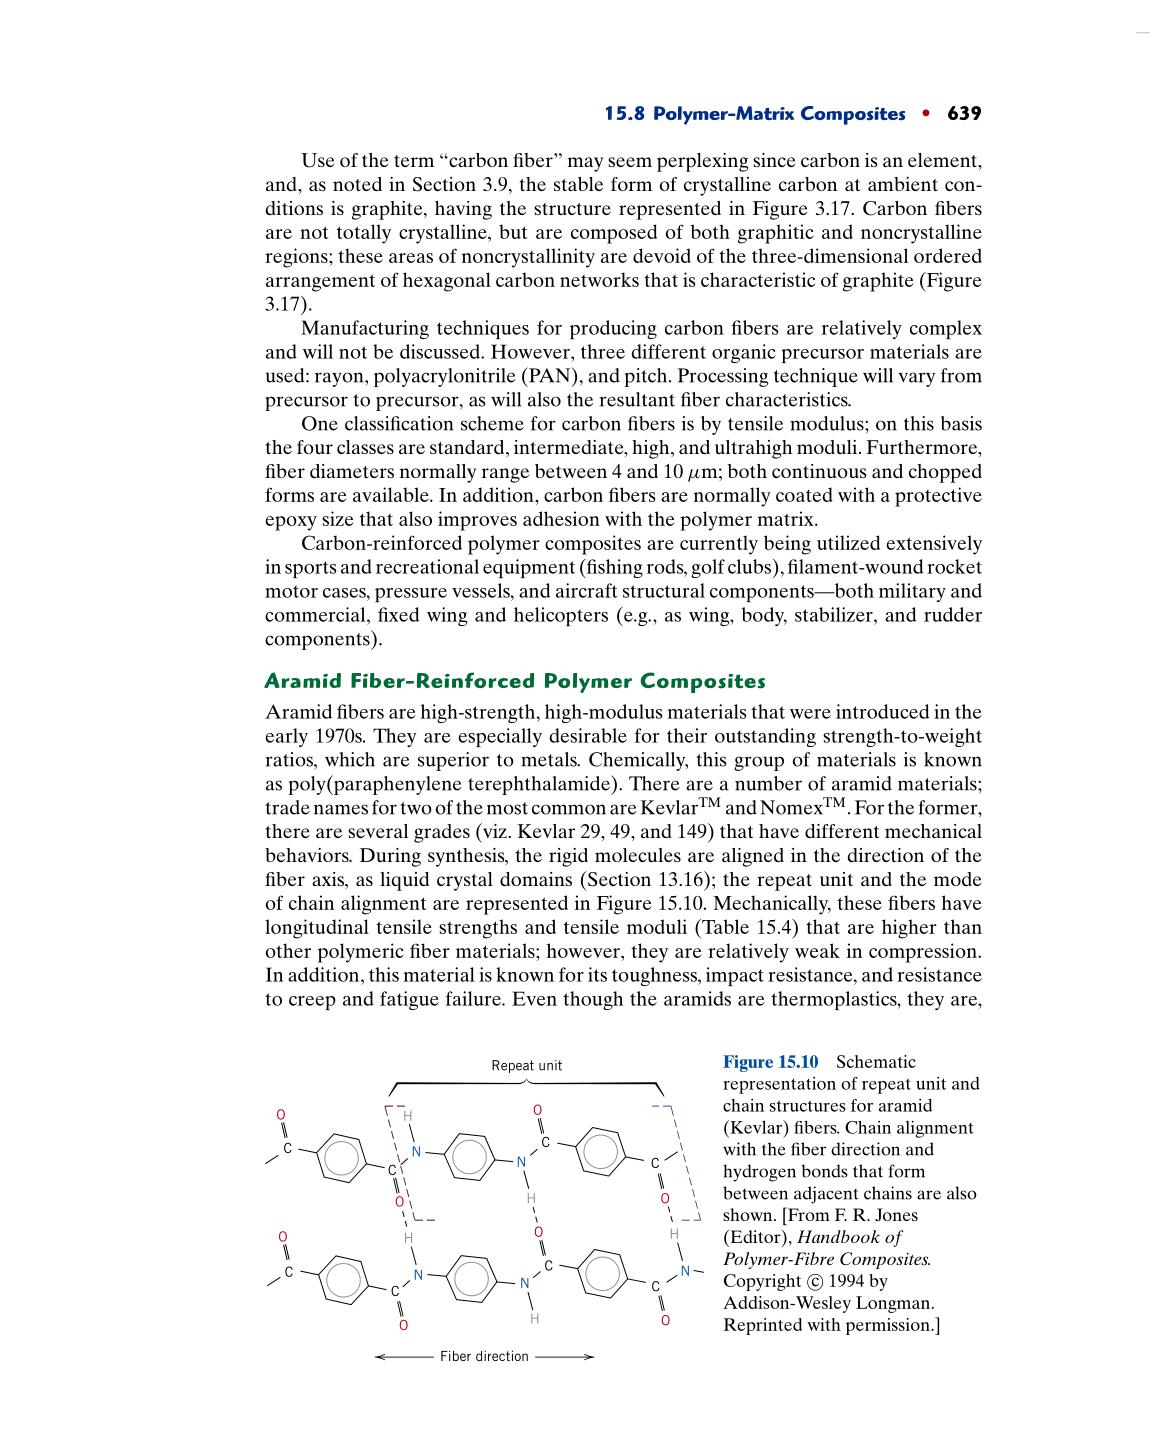 15.8 Polymer-Matrix Composites • 639
Use of the term “carbon fiber” may seem perplexing since carbon is an element,
and, as noted in Section 3.9, the stable form of crystalline carbon at ambient con-
ditions is graphite, having the structure represented in Figure 3.17. Carbon fibers
are not totally crystalline, but are composed of both graphitic and noncrystalline
regions; these areas of noncrystallinity are devoid of the three-dimensional ordered
arrangement of hexagonal carbon networks that is characteristic of graphite (Figure
3.17).
Manufacturing techniques for producing carbon fibers are relatively complex
and will not be discussed. However, three different organic precursor materials are
used: rayon, polyacrylonitrile (PAN), and pitch. Processing technique will vary from
precursor to precursor, as will also the resultant fiber characteristics.
One classification scheme for carbon fibers is by tensile modulus; on this basis
the four classes are standard, intermediate, high, and ultrahigh moduli. Furthermore,
fiber diameters normally range between 4 and 10 μm; both continuous and chopped
forms are available. In addition, carbon fibers are normally coated with a protective
epoxy size that also improves adhesion with the polymer matrix.
Carbon-reinforced polymer composites are currently being utilized extensively
in sports and recreational equipment (fishing rods, golf clubs), filament-wound rocket
motor cases, pressure vessels, and aircraft structural components—both military and
commercial, fixed wing and helicopters (e.g., as wing, body, stabilizer, and rudder
components).
Aramid Fiber-Reinforced Polymer Composites
Aramid fibers are high-strength, high-modulus materials that were introduced in the
early 1970s. They are especially desirable for their outstanding strength-to-weight
ratios, which are superior to metals. Chemically, this group of materials is known
as poly(paraphenylene terephthalamide). There are a number of aramid materials;
trade names for two of the most common are Kevlar™ and Nomex™. For the former,
there are several grades (viz. Kevlar 29, 49, and 149) that have different mechanical
behaviors. During synthesis, the rigid molecules are aligned in the direction of the
fiber axis, as liquid crystal domains (Section 13.16); the repeat unit and the mode
of chain alignment are represented in Figure 15.10. Mechanically, these fibers have
longitudinal tensile strengths and tensile moduli (Table 15.4) that are higher than
other polymeric fiber materials; however, they are relatively weak in compression.
In addition, this material is known for its toughness, impact resistance, and resistance
to creep and fatigue failure. Even though the aramids are thermoplastics, they are,
Repeat unit
O H O
C N C
C N C
O H O
O H O H
C N C N
C N C
O H O
Fiber direction
Figure 15.10 Schematic
representation of repeat unit and
chain structures for aramid
(Kevlar) fibers. Chain alignment
with the fiber direction and
hydrogen bonds that form
between adjacent chains are also
shown. [From F. R. Jones
(Editor), Handbook of
Polymer-Fibre Composites.
Copyright © 1994 by
Addison-Wesley Longman.
Reprinted with permission.]